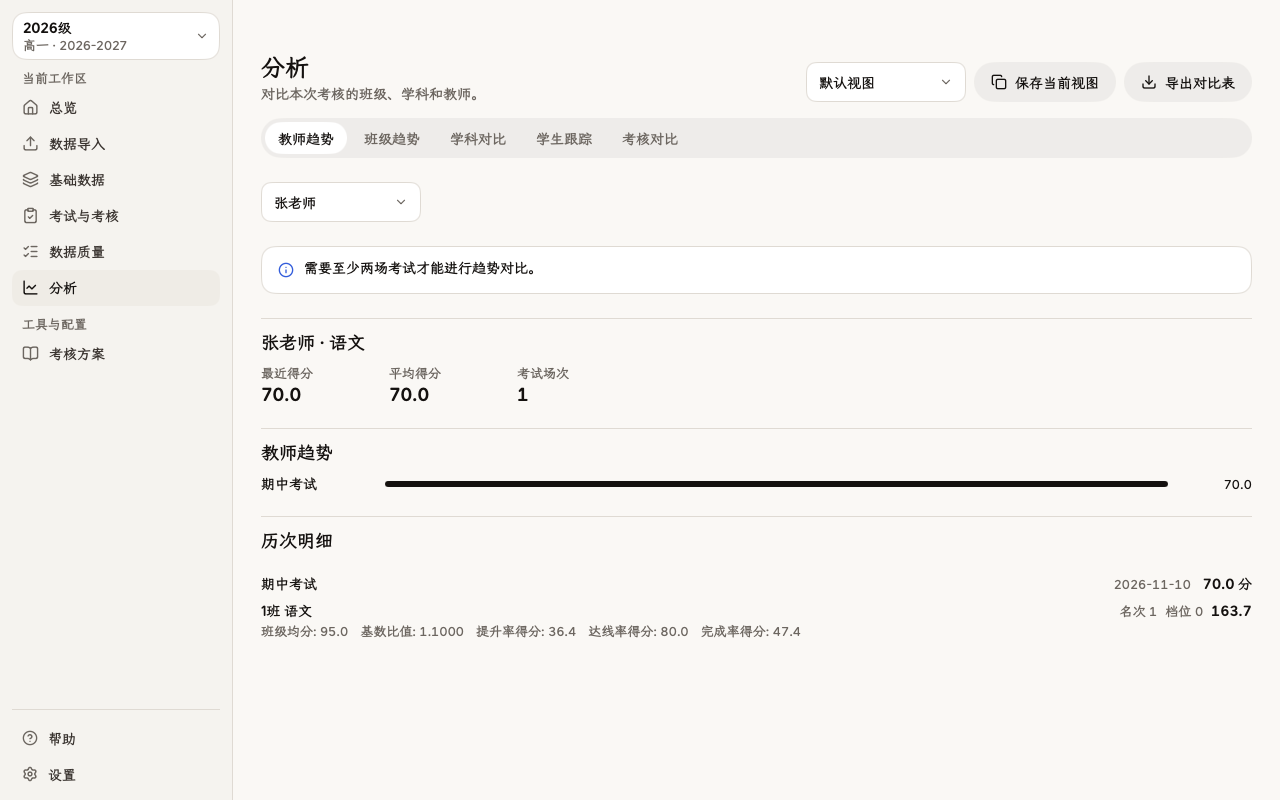 2026级
高一 · 2026-2027
当前工作区
总览
数据导入
基础数据
考试与考核
数据质量
分析
工具与配置
考核方案
帮助
设置
分析
对比本次考核的班级、学科和教师。
默认视图
保存当前视图
导出对比表
教师趋势
班级趋势
学科对比
学生跟踪
考核对比
张老师
需要至少两场考试才能进行趋势对比。
张老师 · 语文
最近得分
70.0
平均得分
70.0
考试场次
1
教师趋势
期中考试
70.0
历次明细
期中考试
2026-11-10 70.0 分
1班 语文
名次 1 档位 0 163.7
班级均分: 95.0 基数比值: 1.1000 提升率得分: 36.4 达线率得分: 80.0 完成率得分: 47.4